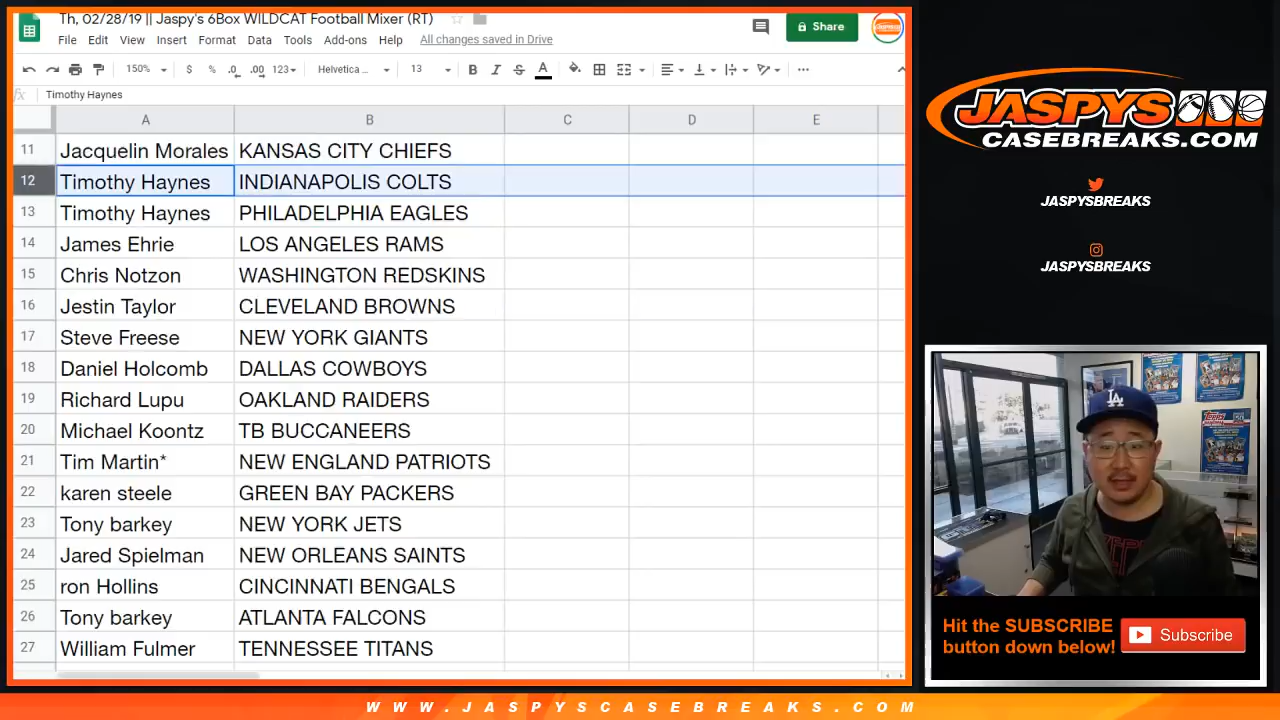 Th, 02/28/19 || Jaspy's 6Box WILDCAT Football Mixer (RT)
File Edit View Insert Format Data Tools Add-ons Help All changes saved in Drive
Share
150% $ % .0 .00 123 Helvetica ... 13 B I S A
fx Timothy Haynes
A B C D E
11 Jacquelin Morales KANSAS CITY CHIEFS
12 Timothy Haynes INDIANAPOLIS COLTS
13 Timothy Haynes PHILADELPHIA EAGLES
14 James Ehrie LOS ANGELES RAMS
15 Chris Notzon WASHINGTON REDSKINS
16 Jestin Taylor CLEVELAND BROWNS
17 Steve Freese NEW YORK GIANTS
18 Daniel Holcomb DALLAS COWBOYS
19 Richard Lupu OAKLAND RAIDERS
20 Michael Koontz TB BUCCANEERS
21 Tim Martin* NEW ENGLAND PATRIOTS
22 karen steele GREEN BAY PACKERS
23 Tony barkey NEW YORK JETS
24 Jared Spielman NEW ORLEANS SAINTS
25 ron Hollins CINCINNATI BENGALS
26 Tony barkey ATLANTA FALCONS
27 William Fulmer TENNESSEE TITANS
JASPYS
CASEBREAKS.COM
JASPYSBREAKS
JASPYSBREAKS
LA
Topps
Hit the SUBSCRIBE
button down below!
Subscribe
WWW.JASPYSCASEBREAKS.COM